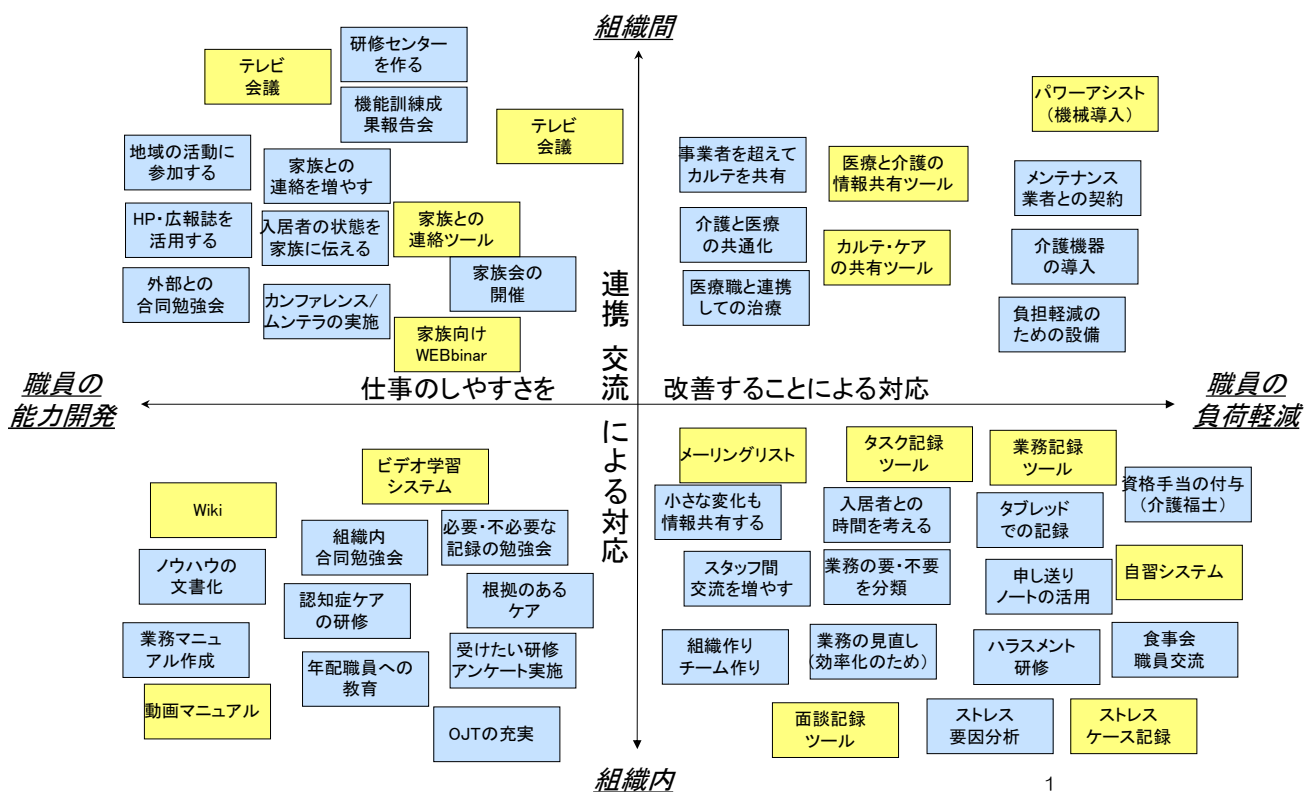 組織間
テレビ
会議
研修センター
を作る
機能訓練成
果報告会
テレビ
会議
地域の活動に
参加する
家族との
連絡を増やす
HP・広報誌を
活用する
入居者の状態を
家族に伝える
家族との
連絡ツール
外部との
合同勉強会
カンファレンス/
ムンテラの実施
家族会の
開催
家族向け
WEBbinar
パワーアシスト
(機械導入)
事業者を超えて
カルテを共有
医療と介護の
情報共有ツール
メンテナンス
業者との契約
介護と医療
の共通化
カルテ・ケア
の共有ツール
介護機器
の導入
医療職と連携
しての治療
負担軽減の
ための設備
連携 交流 による対応
職員の
能力開発
仕事のしやすさを 改善することによる対応
職員の
負荷軽減
ビデオ学習
システム
Wiki
組織内
合同勉強会
必要・不必要な
記録の勉強会
ノウハウの
文書化
認知症ケア
の研修
根拠のある
ケア
業務マニュ
アル作成
年配職員への
教育
受けたい研修
アンケート実施
動画マニュアル
OJTの充実
メーリングリスト
タスク記録
ツール
業務記録
ツール
資格手当の付与
(介護福士)
小さな変化も
情報共有する
入居者との
時間を考える
タブレッド
での記録
スタッフ間
交流を増やす
業務の要・不要
を分類
申し送り
ノートの活用
自習システム
組織作り
チーム作り
業務の見直し
(効率化のため)
ハラスメント
研修
食事会
職員交流
面談記録
ツール
ストレス
要因分析
ストレス
ケース記録
組織内
1